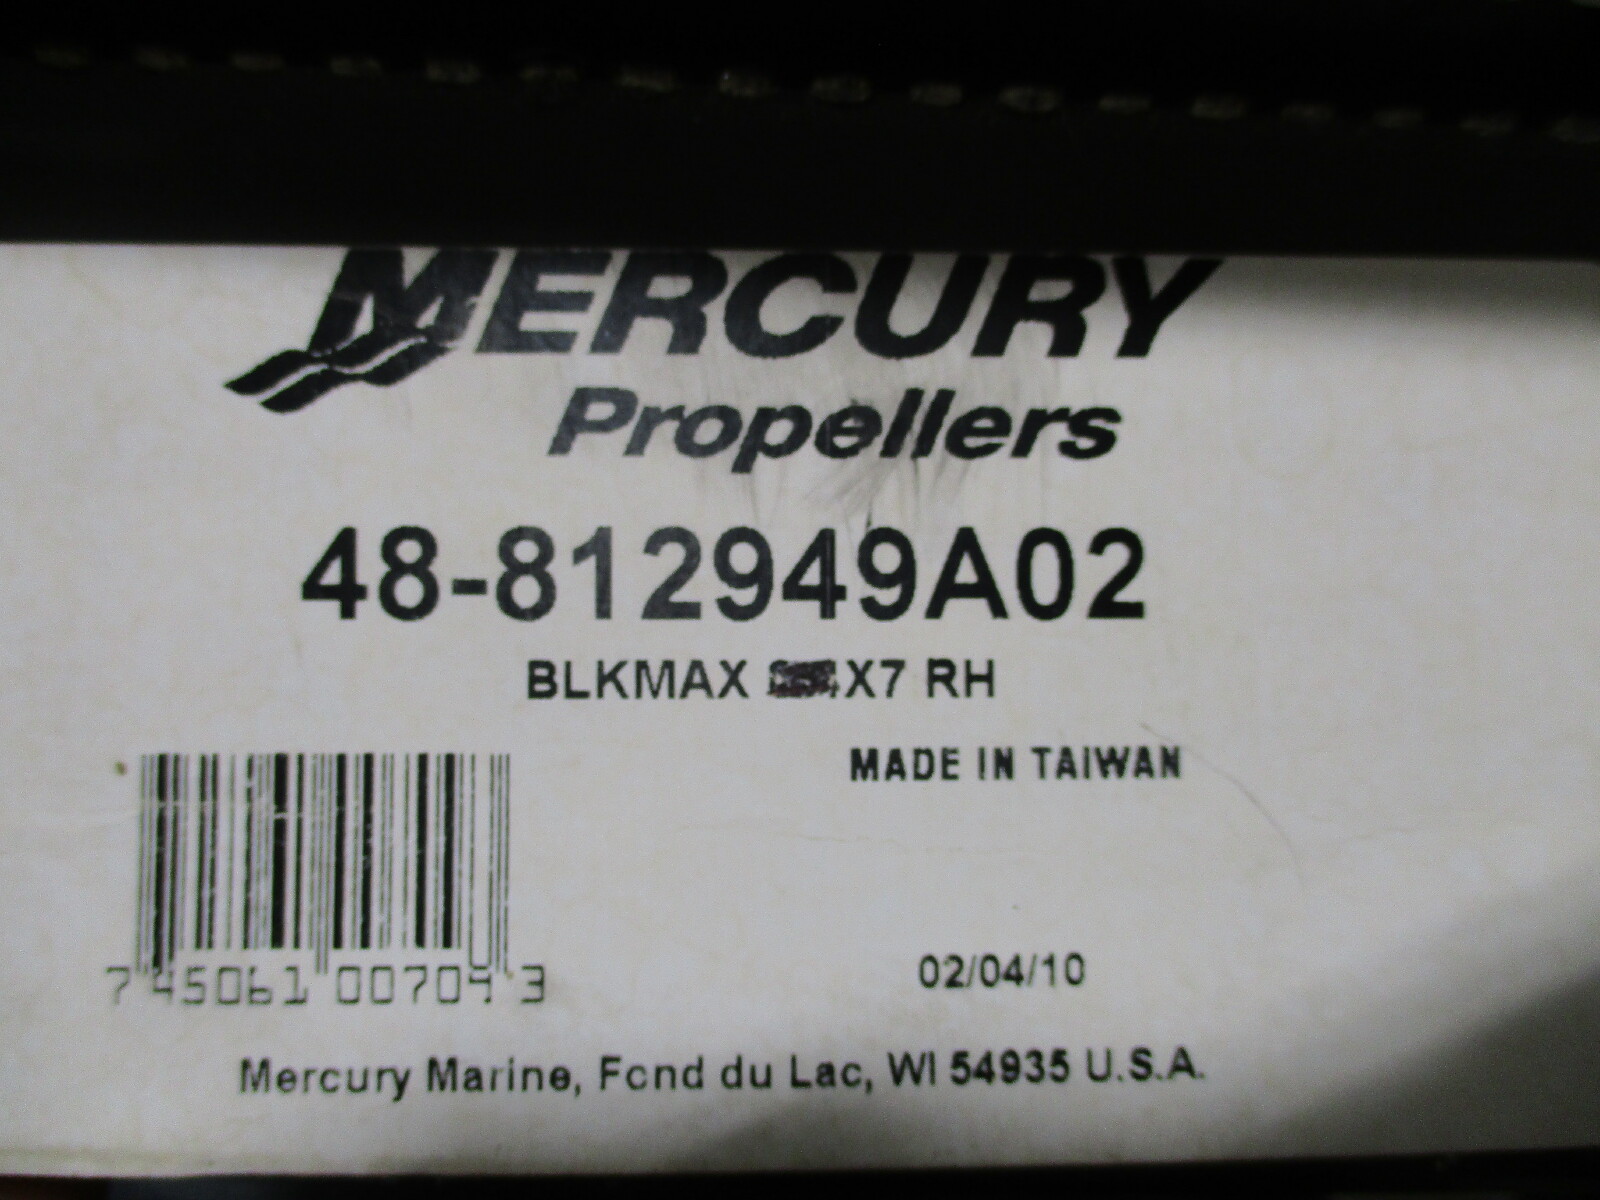 MERCURY
Propellers
48-812949A02
BLKMAX X7 RH
MADE IN TAIWAN
7 45061 00704 3
02/04/10
Mercury Marine, Fond du Lac, WI 54935 U.S.A.